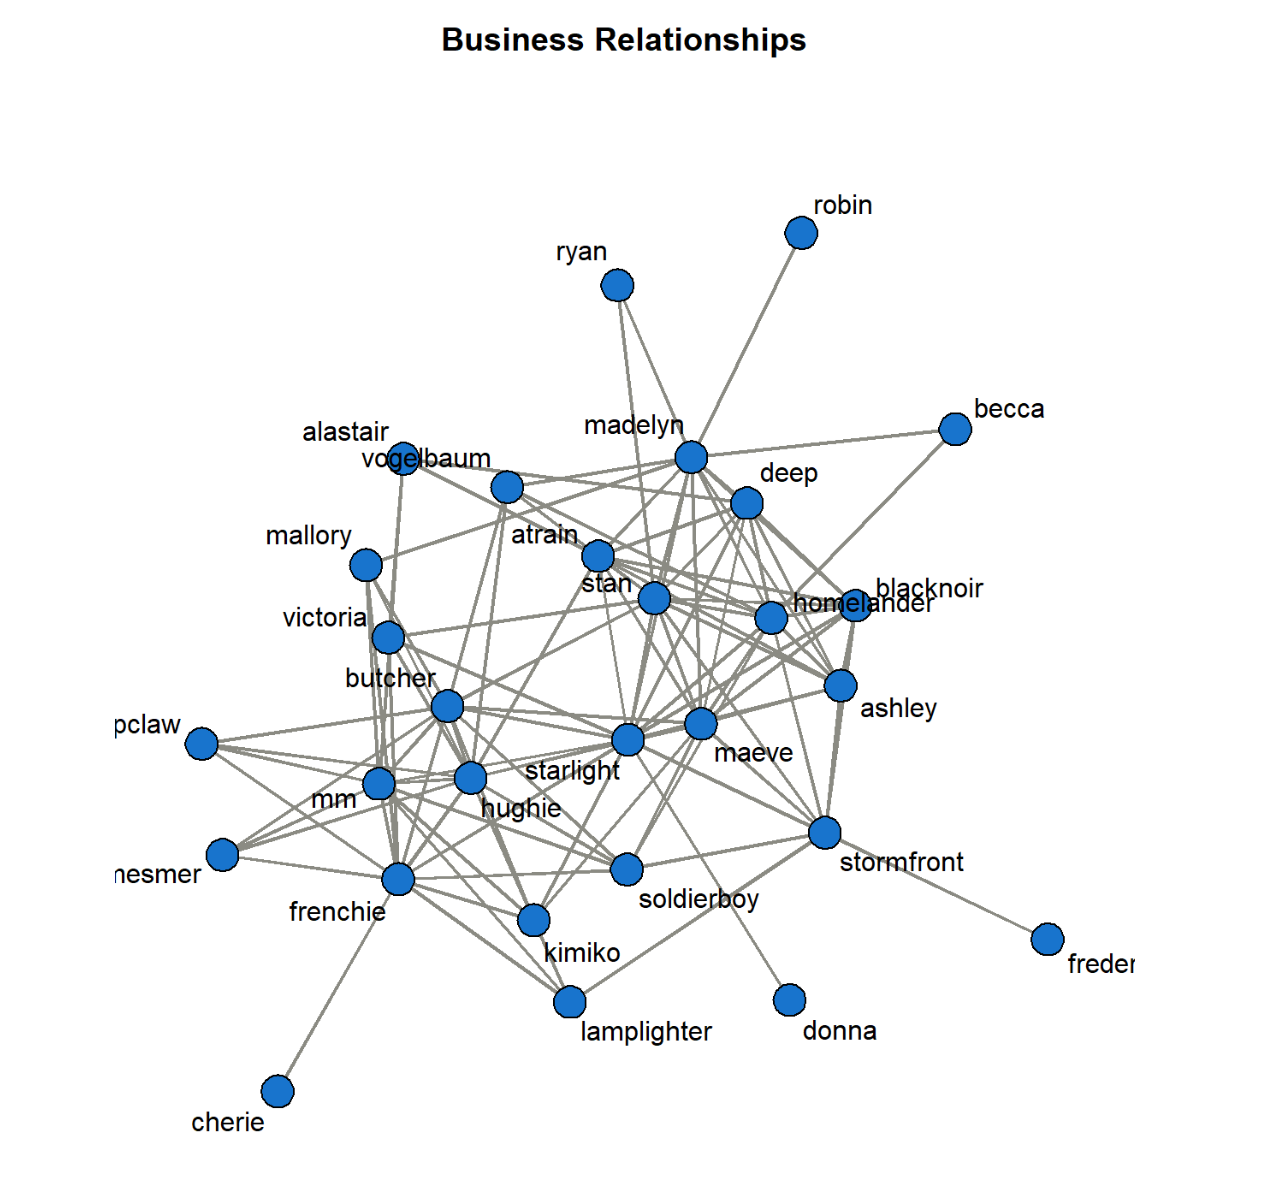 Business Relationships
robin
ryan
becca
madelyn
alastair
vogelbaum
deep
atrain
mallory
stan
blacknoir
homelander
victoria
butcher
ashley
pclaw
maeve
starlight
mm
hughie
stormfront
nesmer
soldierboy
frenchie
kimiko
freder
lamplighter
donna
cherie